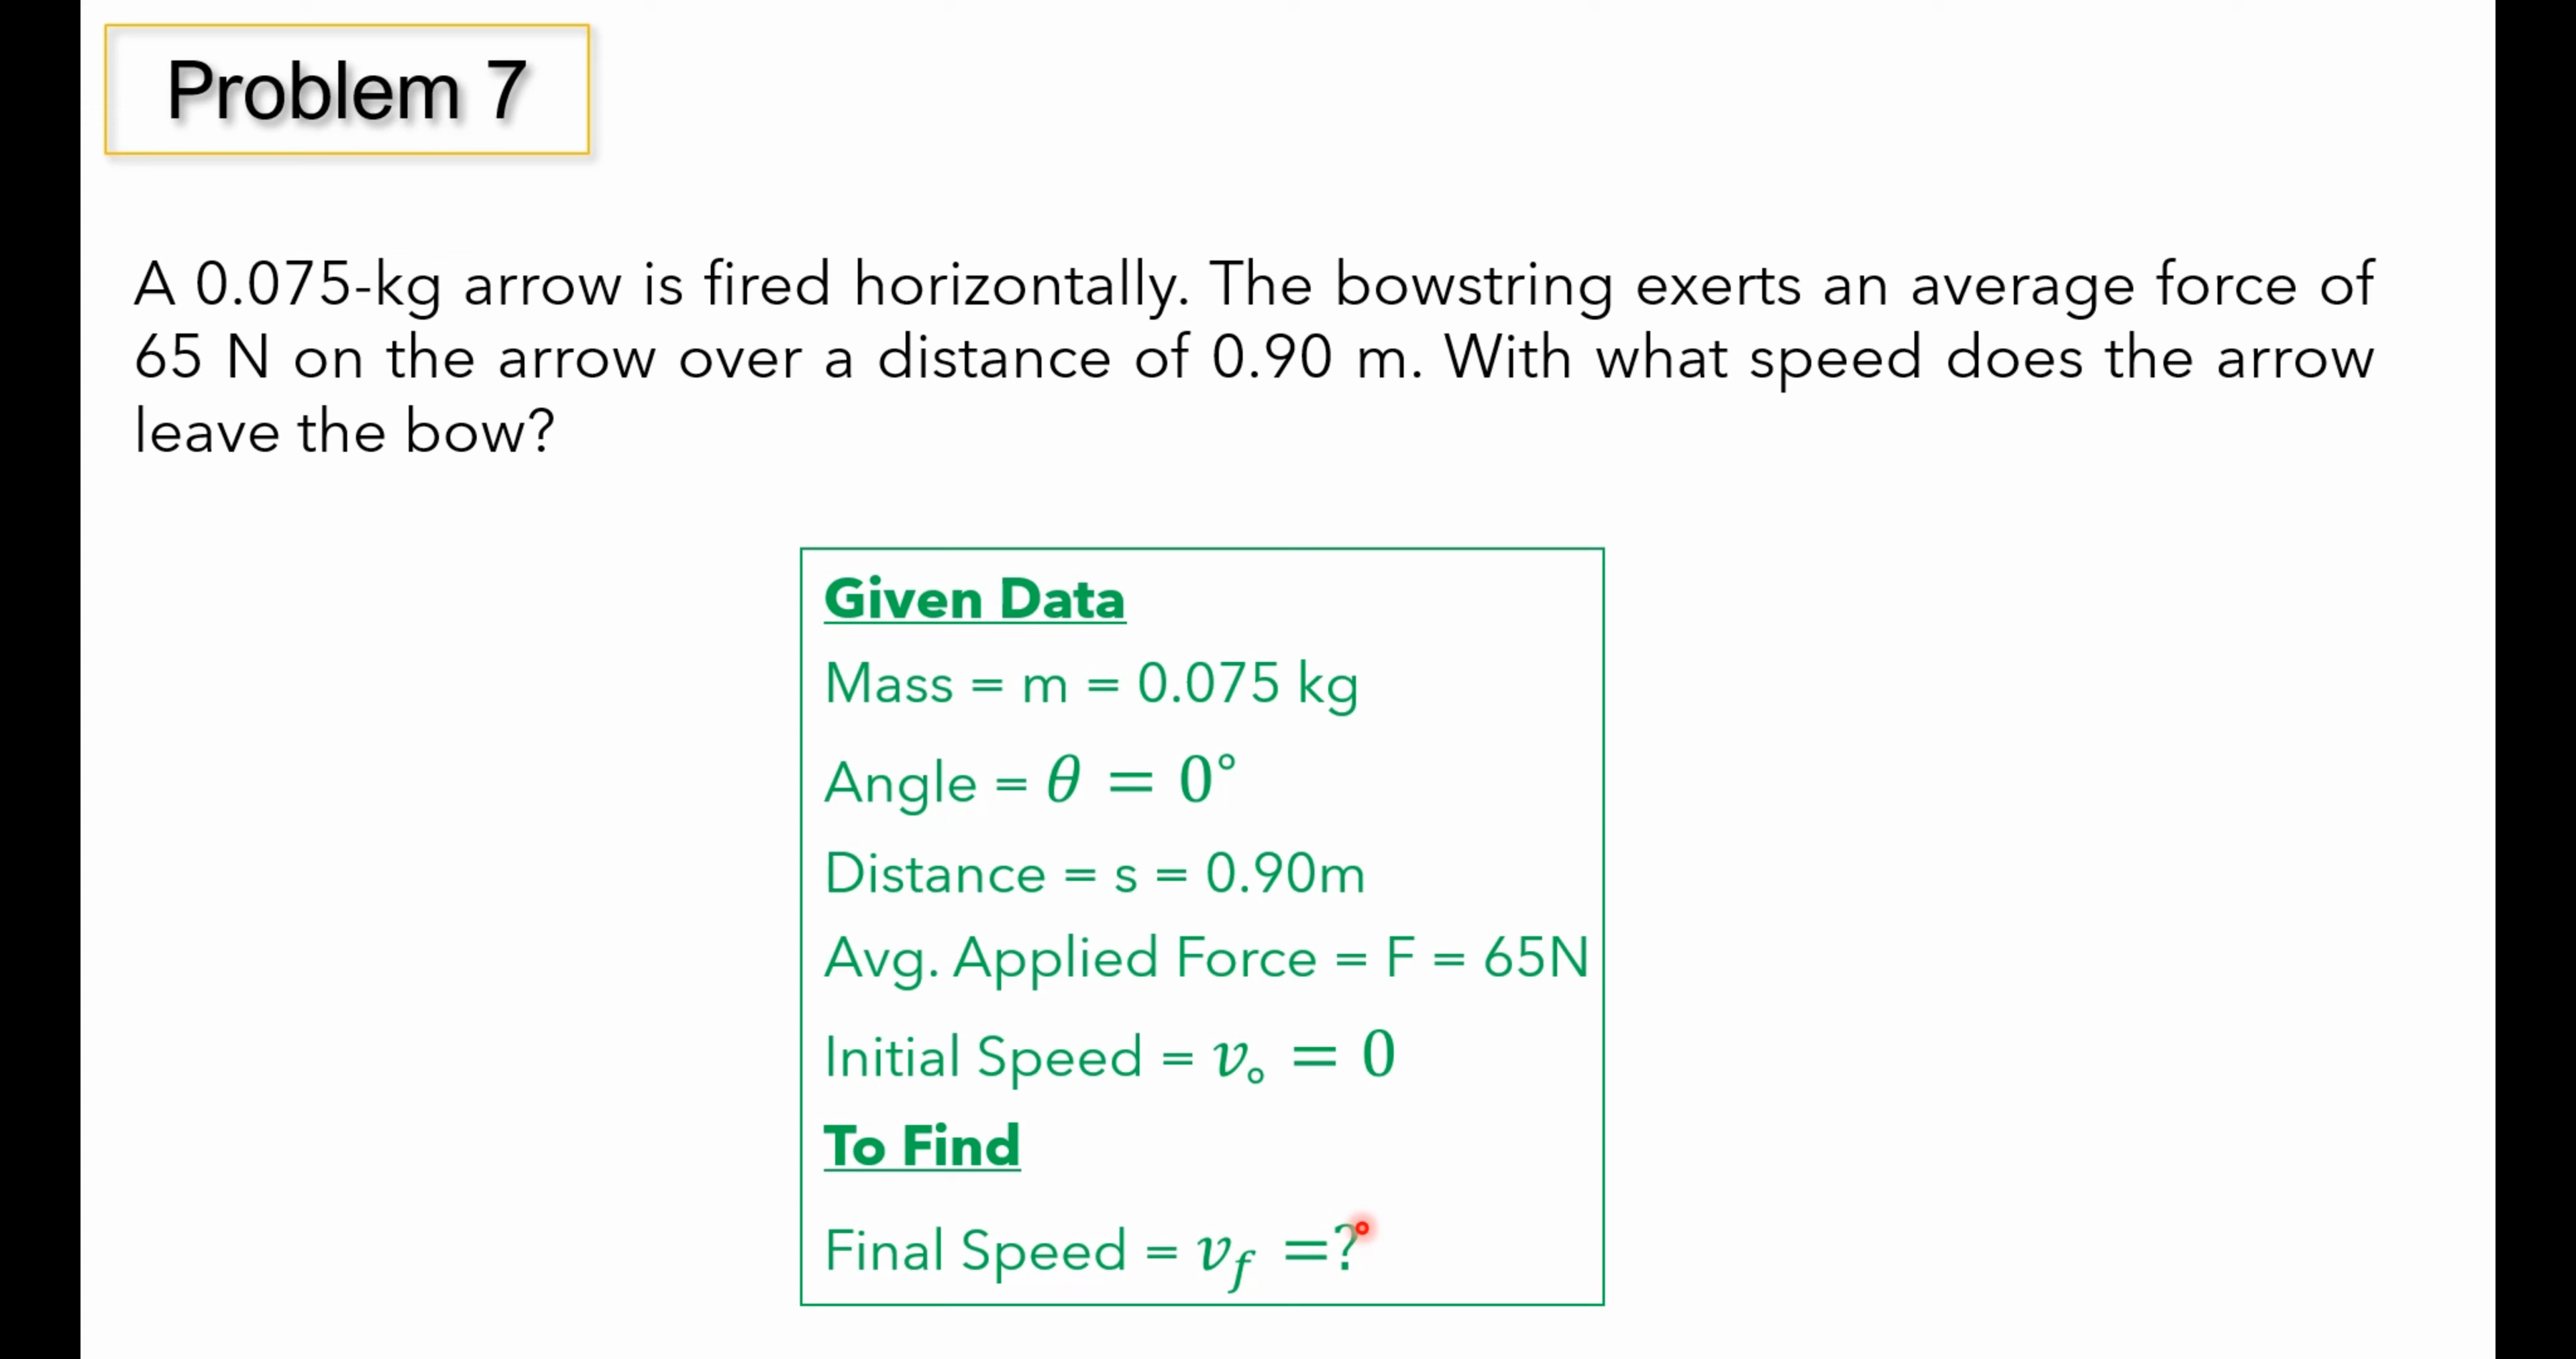 Problem 7
A 0.075-kg arrow is fired horizontally. The bowstring exerts an average force of
65 N on the arrow over a distance of 0.90 m. With what speed does the arrow
leave the bow?
Given Data
Mass = m = 0.075 kg
Angle = θ = 0°
Distance = s = 0.90m
Avg. Applied Force = F = 65N
Initial Speed = v∘ = 0
To Find
Final Speed = v_f =?